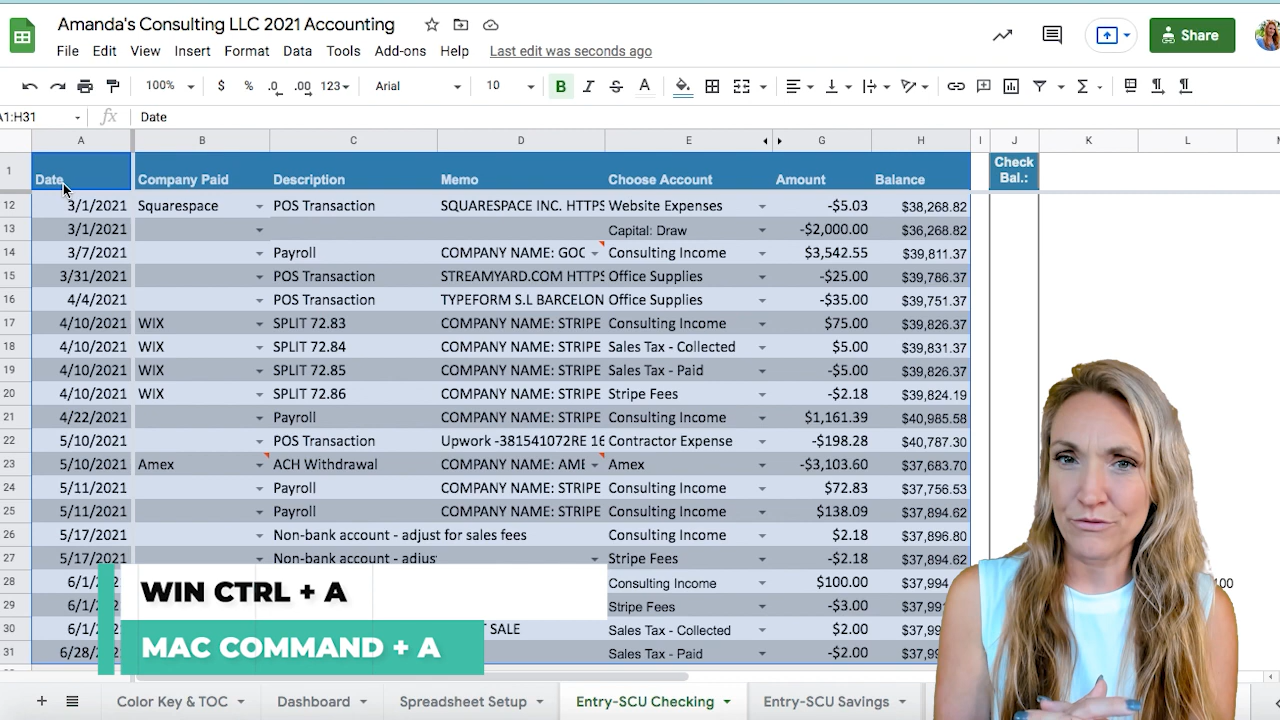 Amanda's Consulting LLC 2021 Accounting
File Edit View Insert Format Data Tools Add-ons Help Last edit was seconds ago
Share
100% $ % .0 .00 123 Arial 10 B I S A
A1:H31 fx Date
A B C D E G H I J K L
1 Date Company Paid Description Memo Choose Account Amount Balance Check
Bal.:
12 3/1/2021 Squarespace POS Transaction SQUARESPACE INC. HTTPS Website Expenses -$5.03 $38,268.82
13 3/1/2021 Capital: Draw -$2,000.00 $36,268.82
14 3/7/2021 Payroll COMPANY NAME: GOC Consulting Income $3,542.55 $39,811.37
15 3/31/2021 POS Transaction STREAMYARD.COM HTTPS Office Supplies -$25.00 $39,786.37
16 4/4/2021 POS Transaction TYPEFORM S.L BARCELON Office Supplies -$35.00 $39,751.37
17 4/10/2021 WIX SPLIT 72.83 COMPANY NAME: STRIPE Consulting Income $75.00 $39,826.37
18 4/10/2021 WIX SPLIT 72.84 COMPANY NAME: STRIPE Sales Tax - Collected $5.00 $39,831.37
19 4/10/2021 WIX SPLIT 72.85 COMPANY NAME: STRIPE Sales Tax - Paid -$5.00 $39,826.37
20 4/10/2021 WIX SPLIT 72.86 COMPANY NAME: STRIPE Stripe Fees -$2.18 $39,824.19
21 4/22/2021 Payroll COMPANY NAME: STRIPE Consulting Income $1,161.39 $40,985.58
22 5/10/2021 POS Transaction Upwork -381541072RE 16 Contractor Expense -$198.28 $40,787.30
23 5/10/2021 Amex ACH Withdrawal COMPANY NAME: AME Amex -$3,103.60 $37,683.70
24 5/11/2021 Payroll COMPANY NAME: STRIPE Consulting Income $72.83 $37,756.53
25 5/11/2021 Payroll COMPANY NAME: STRIPE Consulting Income $138.09 $37,894.62
26 5/17/2021 Non-bank account - adjust for sales fees Consulting Income $2.18 $37,896.80
27 5/17/2021 Non-bank account - adjus Stripe Fees -$2.18 $37,894.62
28 6/1/ Consulting Income $100.00 $37,994 100
29 6/1/ Stripe Fees -$3.00 $37,99
30 6/1/ SALE Sales Tax - Collected $2.00 $37,99
31 6/28/ Sales Tax - Paid -$2.00 $37,99
WIN CTRL + A
MAC COMMAND + A
+ Color Key & TOC Dashboard Spreadsheet Setup Entry-SCU Checking Entry-SCU Savings